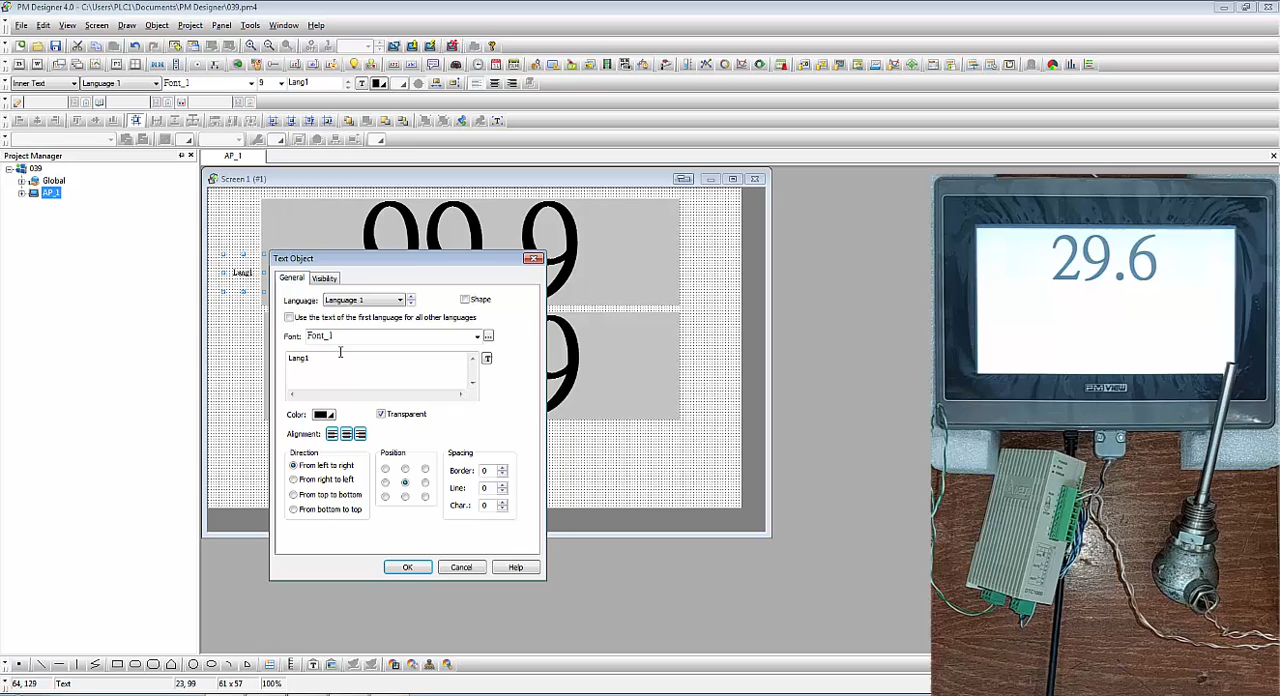 PM Designer 4.0 - C:\Users\PLC1\Documents\PM Designer\039.pm4
File Edit View Screen Draw Object Project Panel Tools Window Help
Inner Text Language 1 Font_1 9 Lang1
Project Manager
039
Global
AP_1
AP_1
Screen 1 (#1)
99 9
Lang1
9
Text Object
General Visibility
Language: Language 1 Shape
Use the text of the first language for all other languages
Font: Font_1 ...
Lang1
T
Color: Transparent
Alignment:
Direction
From left to right
From right to left
From top to bottom
From bottom to top
Position
Spacing
Border: 0
Line: 0
Char.: 0
OK Cancel Help
64, 129 Text 23, 99 61 x 57 100%
29.6